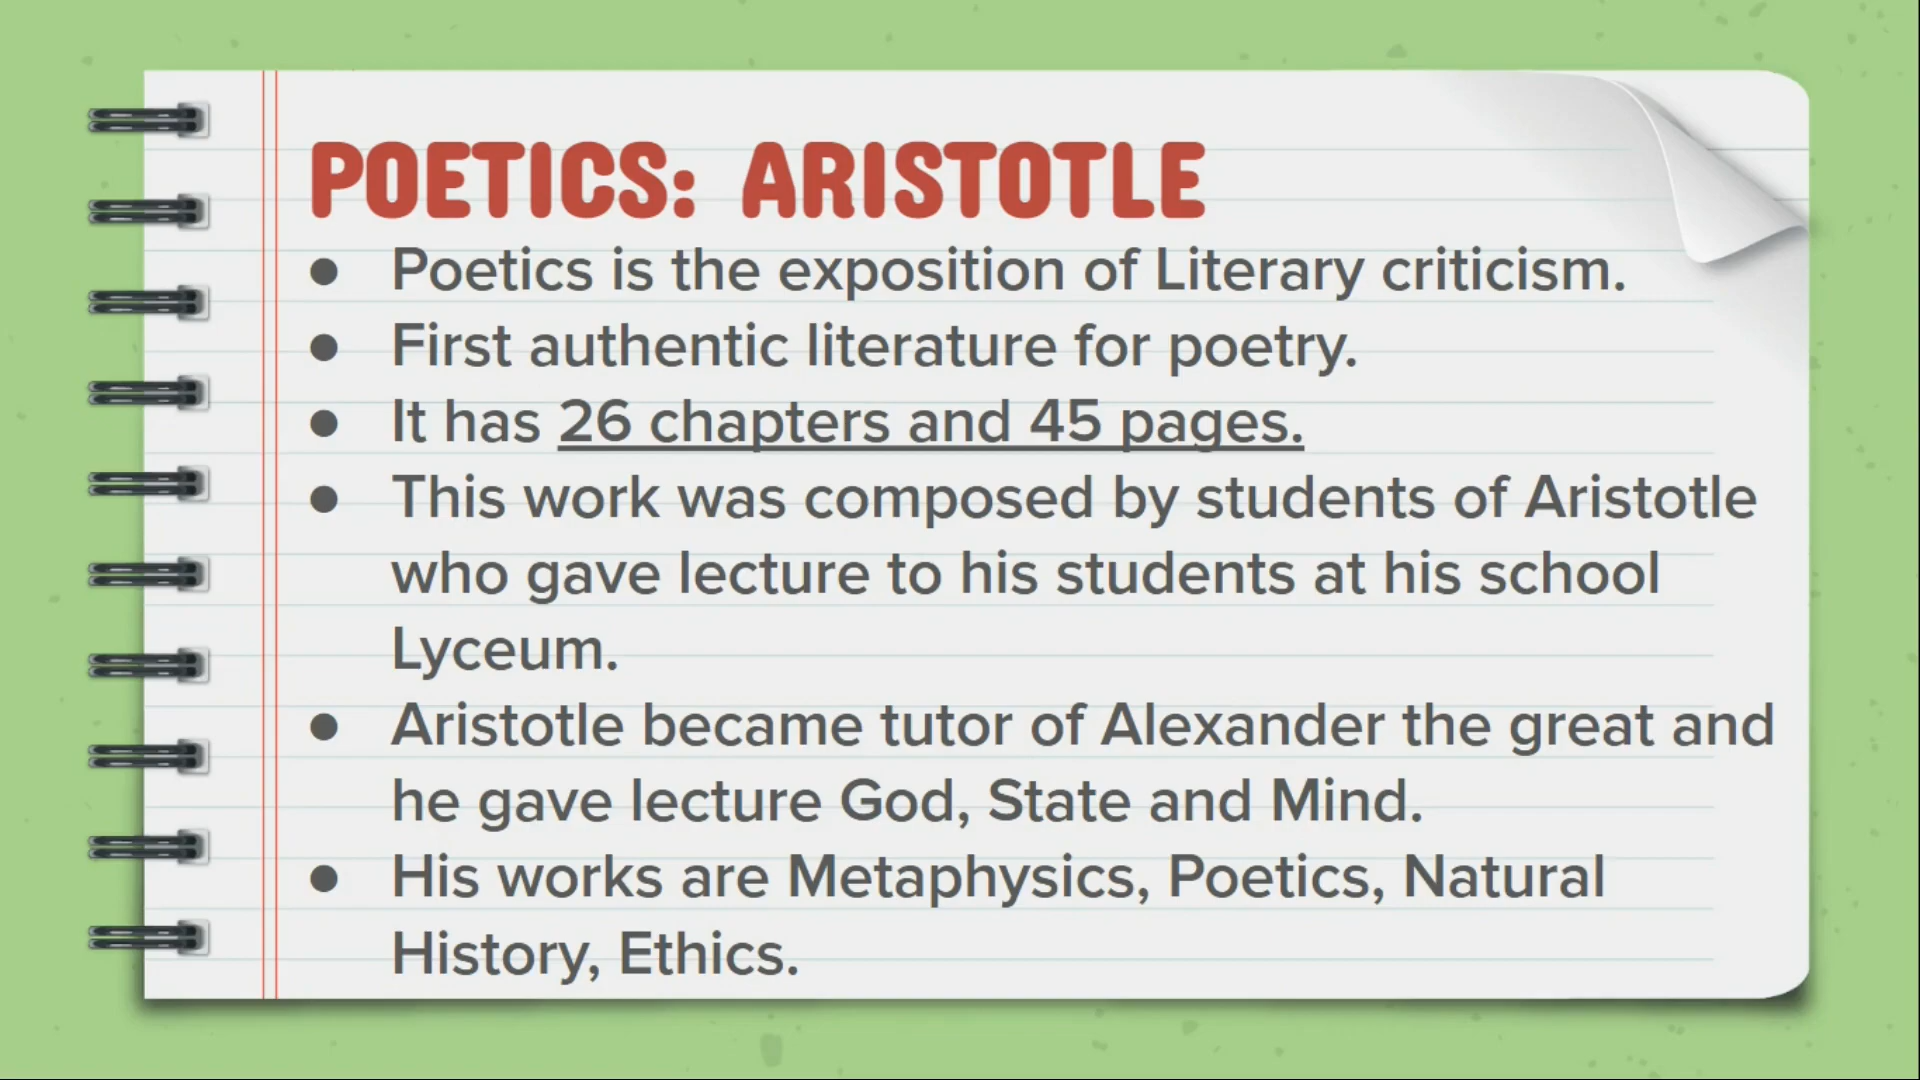 POETICS: ARISTOTLE
● Poetics is the exposition of Literary criticism.
● First authentic literature for poetry.
● It has 26 chapters and 45 pages.
● This work was composed by students of Aristotle
who gave lecture to his students at his school
Lyceum.
● Aristotle became tutor of Alexander the great and
he gave lecture God, State and Mind.
● His works are Metaphysics, Poetics, Natural
History, Ethics.